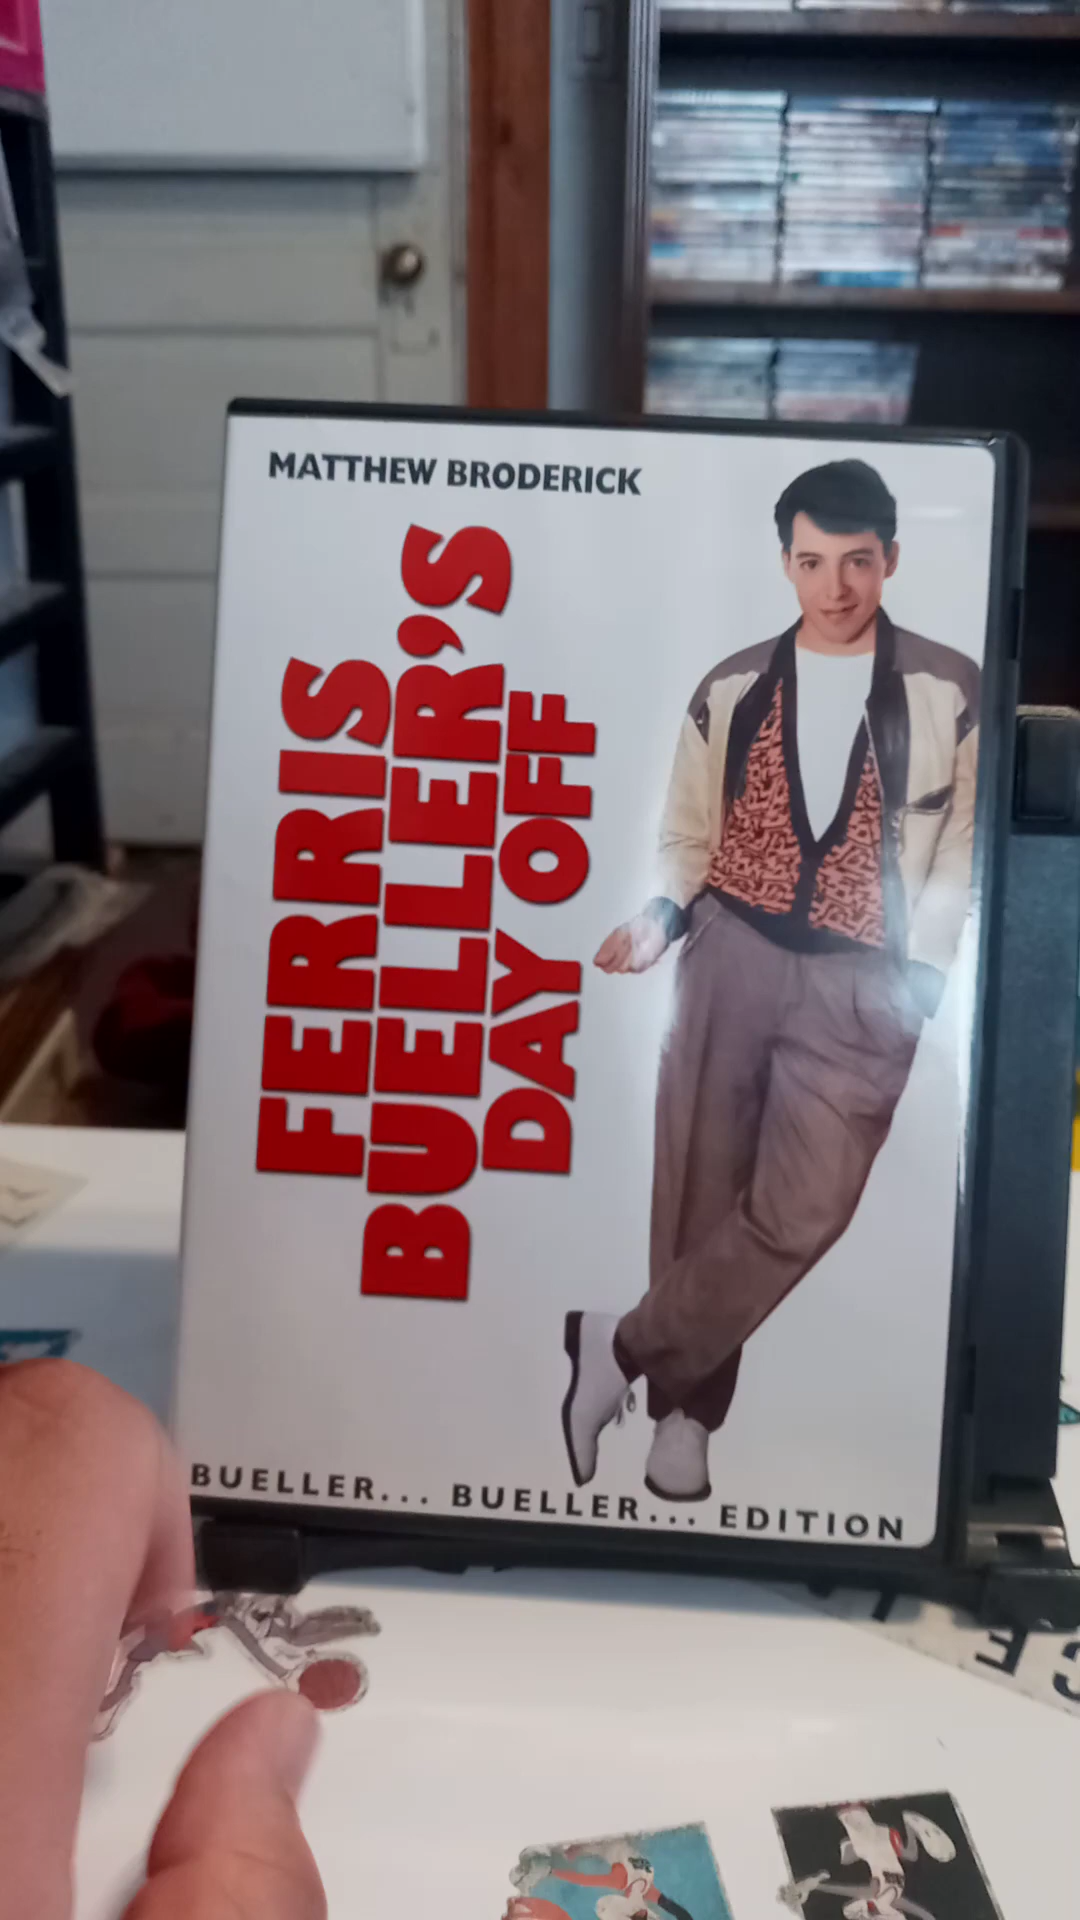 MATTHEW BRODERICK
FERRIS
BUELLER'S
DAY OFF
BUELLER... BUELLER... EDITION